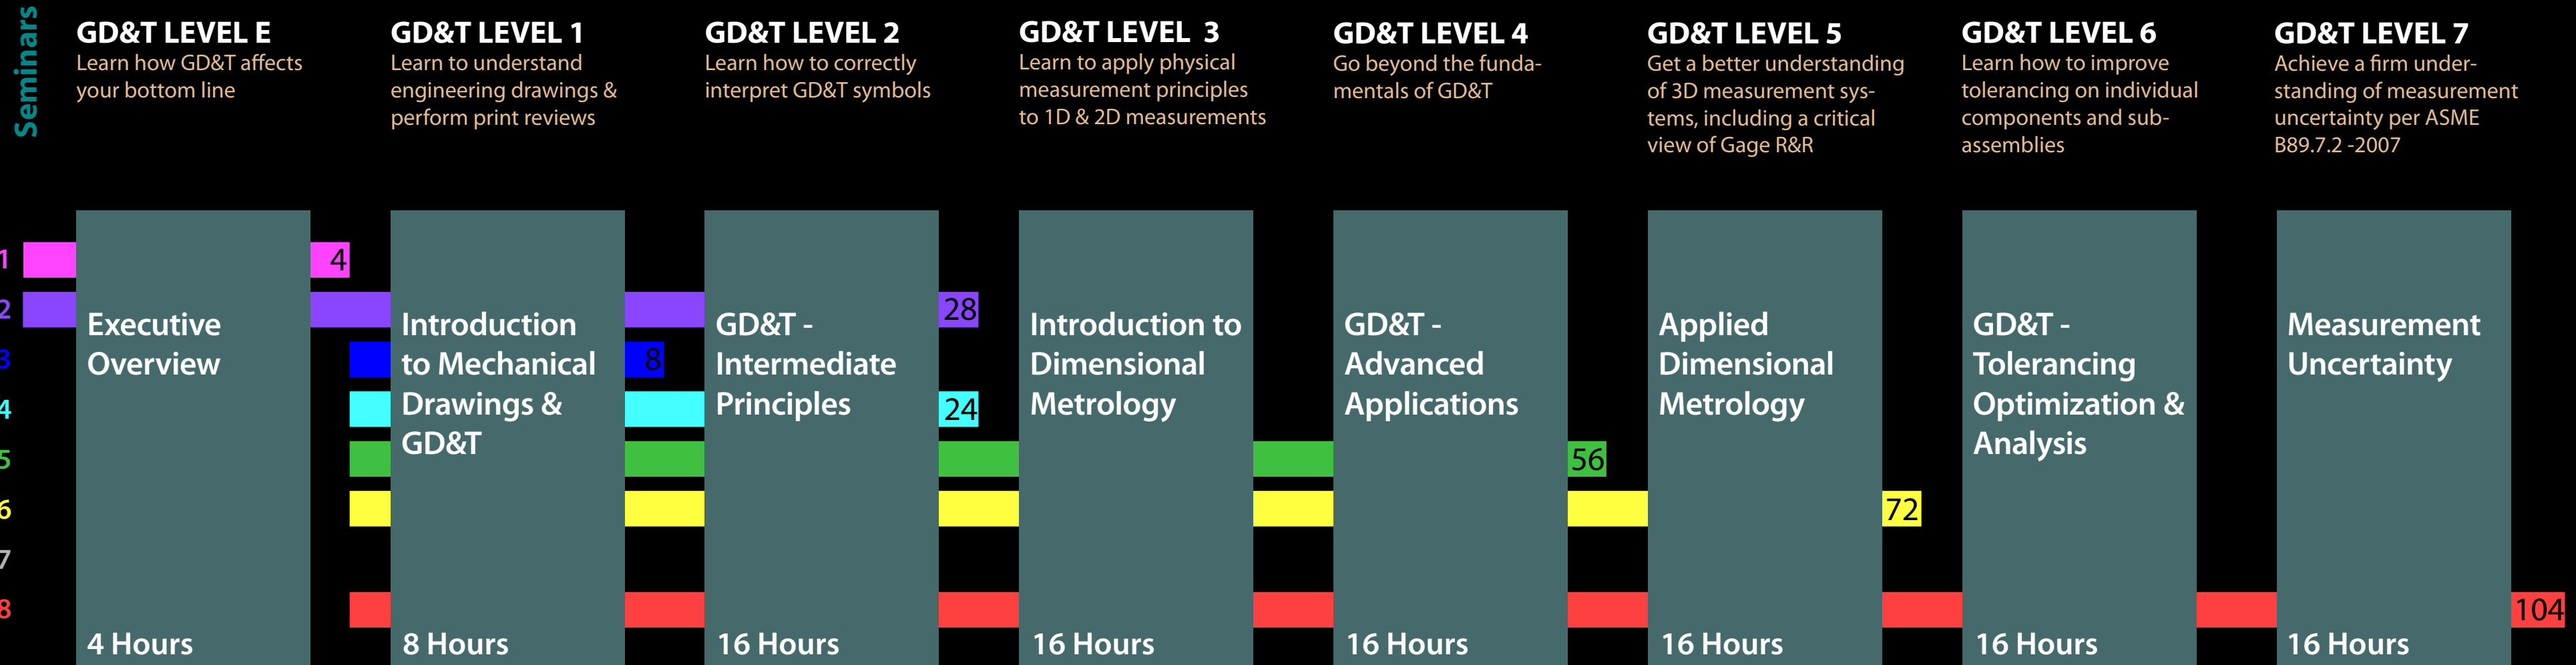 Seminars
GD&T LEVEL E
Learn how GD&T affects
your bottom line
GD&T LEVEL 1
Learn to understand
engineering drawings &
perform print reviews
GD&T LEVEL 2
Learn how to correctly
interpret GD&T symbols
GD&T LEVEL 3
Learn to apply physical
measurement principles
to 1D & 2D measurements
GD&T LEVEL 4
Go beyond the funda-
mentals of GD&T
GD&T LEVEL 5
Get a better understanding
of 3D measurement sys-
tems, including a critical
view of Gage R&R
GD&T LEVEL 6
Learn how to improve
tolerancing on individual
components and sub-
assemblies
GD&T LEVEL 7
Achieve a firm under-
standing of measurement
uncertainty per ASME
B89.7.2 -2007
1
4
2
28
3
8
4
24
5
56
6
72
7
8
104
Executive
Overview
4 Hours
Introduction
to Mechanical
Drawings &
GD&T
8 Hours
GD&T -
Intermediate
Principles
16 Hours
Introduction to
Dimensional
Metrology
16 Hours
GD&T -
Advanced
Applications
16 Hours
Applied
Dimensional
Metrology
16 Hours
GD&T -
Tolerancing
Optimization &
Analysis
16 Hours
Measurement
Uncertainty
16 Hours